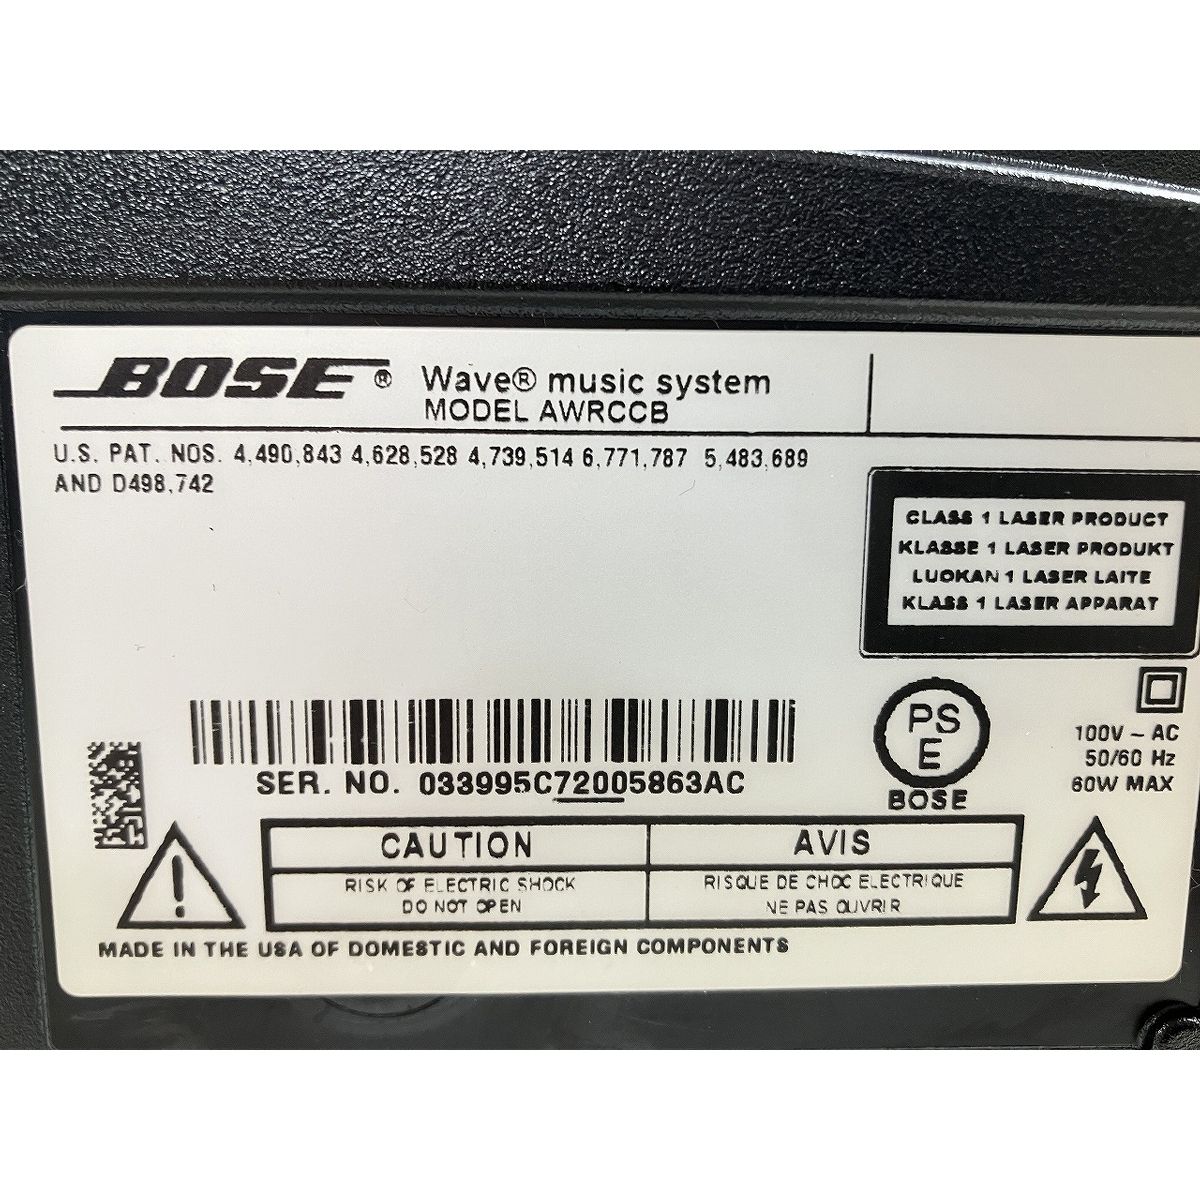 BOSE® Wave® music system
MODEL AWRCCB
U.S. PAT. NOS. 4,490,843 4,628,528 4,739,514 6,771,787 5,483,689
AND D498,742
CLASS 1 LASER PRODUCT
KLASSE 1 LASER PRODUKT
LUOKAN 1 LASER LAITE
KLASS 1 LASER APPARAT
SER. NO. 033995C72005863AC
PS
E
BOSE
100V ~ AC
50/60 Hz
60W MAX
CAUTION
RISK OF ELECTRIC SHOCK
DO NOT OPEN
AVIS
RISQUE DE CHOC ELECTRIQUE
NE PAS OUVRIR
MADE IN THE USA OF DOMESTIC AND FOREIGN COMPONENTS